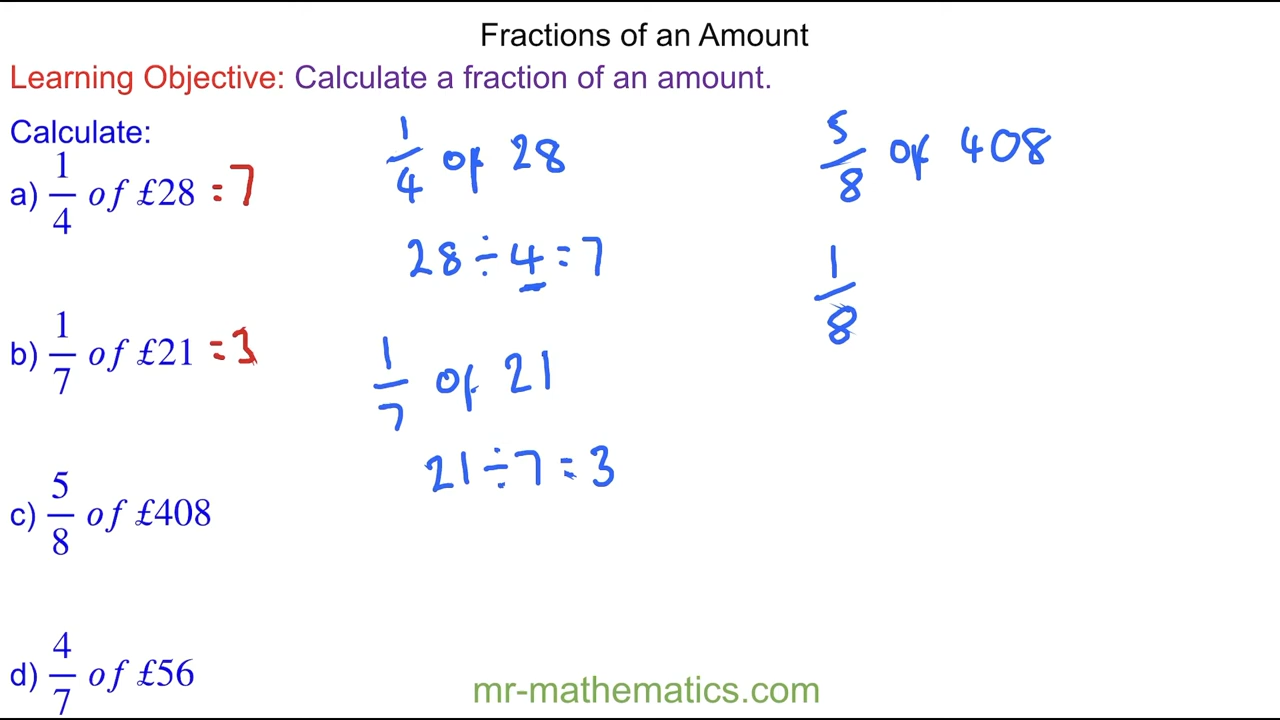 Fractions of an Amount
Learning Objective: Calculate a fraction of an amount.
Calculate:
a) 1/4 of £28 = 7
b) 1/7 of £21 = 3
c) 5/8 of £408
d) 4/7 of £56
1/4 of 28
28 ÷ 4 = 7
1/7 of 21
21 ÷ 7 = 3
5/8 of 408
1/8
mr-mathematics.com